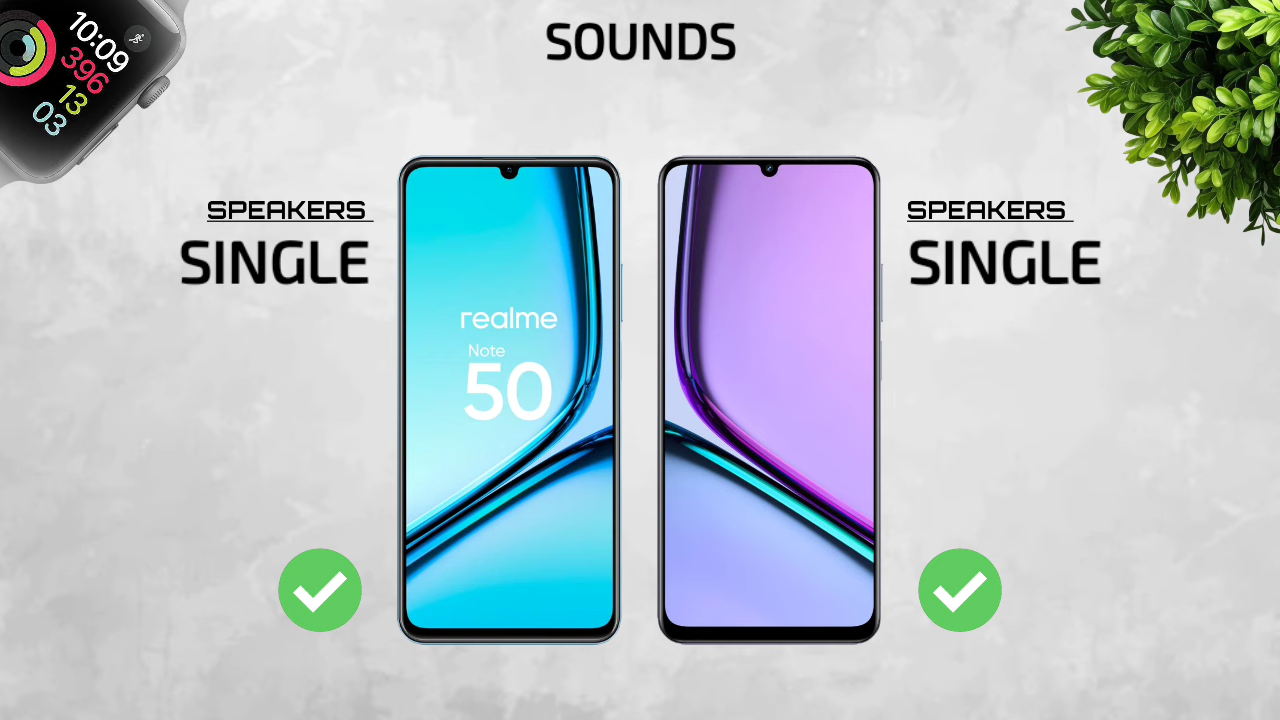 SOUNDS
10:09
396
13
03
SPEAKERS
SINGLE
realme
Note
50
SPEAKERS
SINGLE